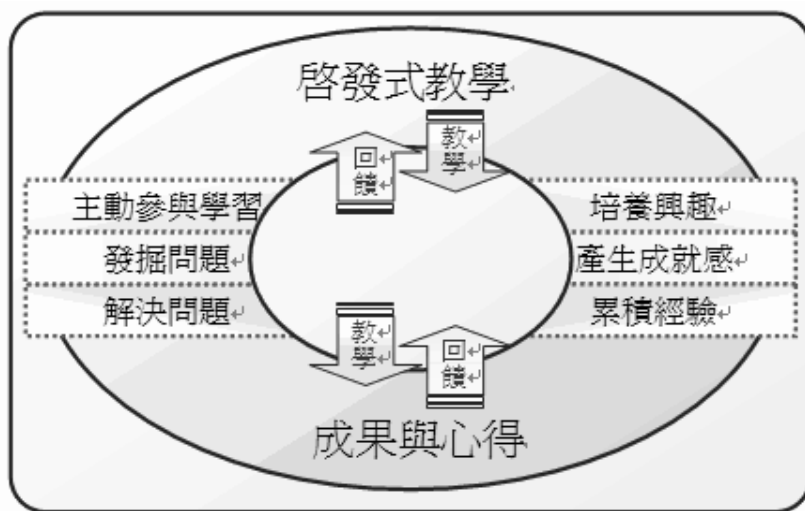 啓發式教學
回饋
教學
主動參與學習
發掘問題
解決問題
培養興趣
產生成就感
累積經驗
教學
回饋
成果與心得